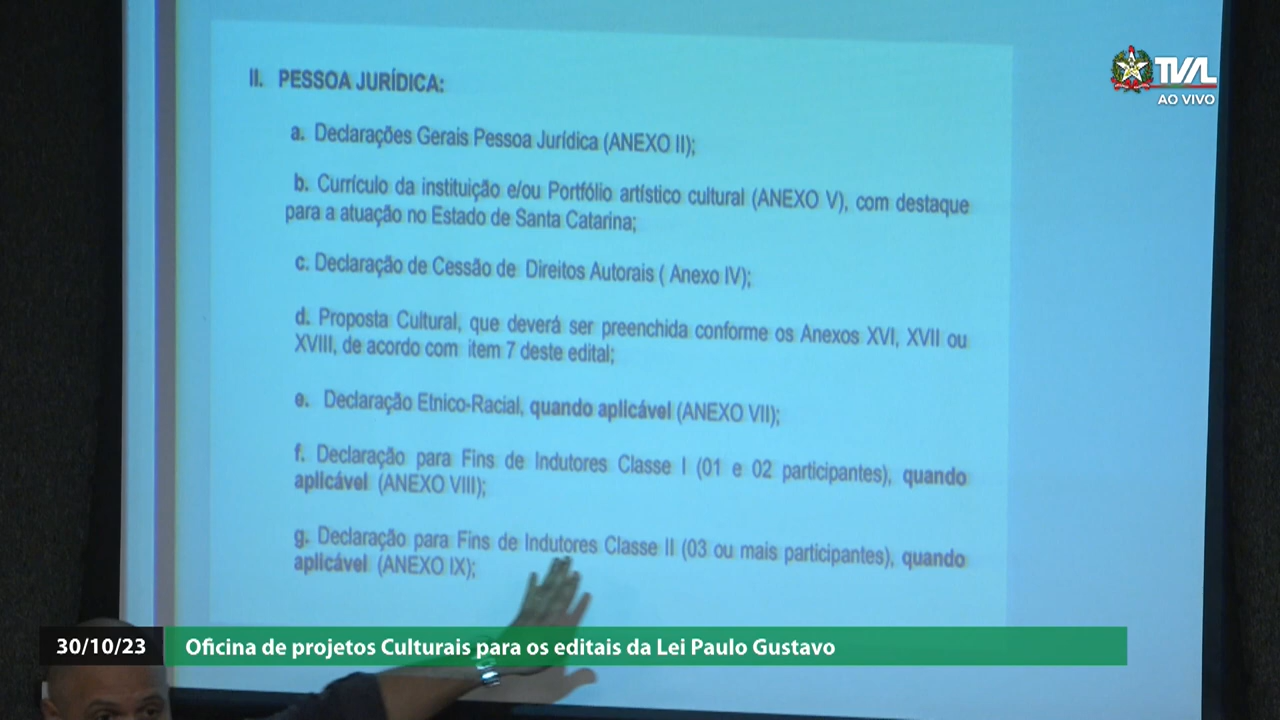 TVAL
AO VIVO
II. PESSOA JURÍDICA:
a. Declarações Gerais Pessoa Jurídica (ANEXO II);
b. Currículo da instituição e/ou Portfólio artístico cultural (ANEXO V), com destaque
para a atuação no Estado de Santa Catarina;
c. Declaração de Cessão de Direitos Autorais ( Anexo IV);
d. Proposta Cultural, que deverá ser preenchida conforme os Anexos XVI, XVII ou
XVIII, de acordo com item 7 deste edital;
e. Declaração Etnico-Racial, quando aplicável (ANEXO VII);
f. Declaração para Fins de Indutores Classe I (01 e 02 participantes), quando
aplicável (ANEXO VIII);
g. Declaração para Fins de Indutores Classe II (03 ou mais participantes), quando
aplicável (ANEXO IX);
30/10/23 Oficina de projetos Culturais para os editais da Lei Paulo Gustavo